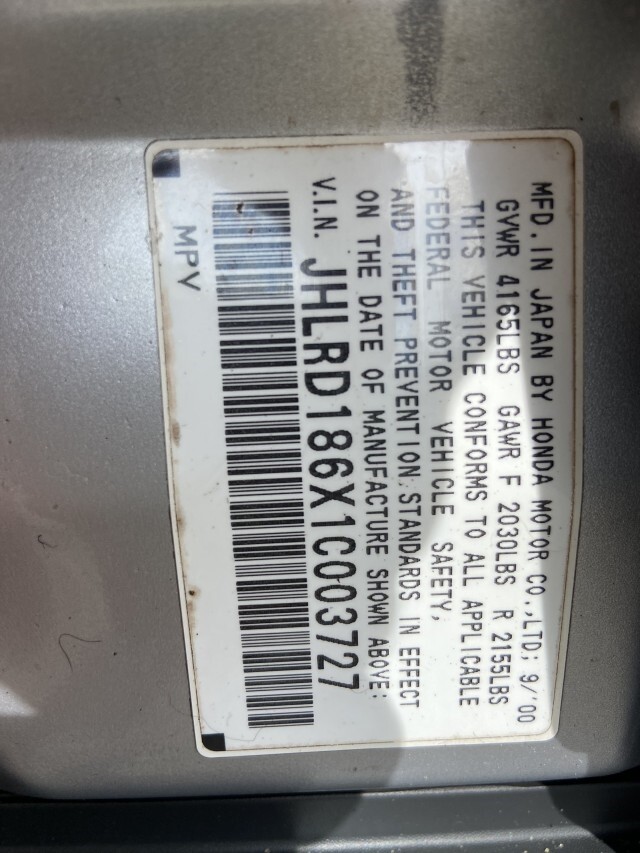 MFD. IN JAPAN BY HONDA MOTOR CO.,LTD; 9/'00
GVWR 4165LBS GAWR F 2030LBS R 2155LBS
THIS VEHICLE CONFORMS TO ALL APPLICABLE
FEDERAL MOTOR VEHICLE SAFETY,
AND THEFT PREVENTION STANDARDS IN EFFECT
ON THE DATE OF MANUFACTURE SHOWN ABOVE;
V.I.N. JHLRD186X1C003727
MPV